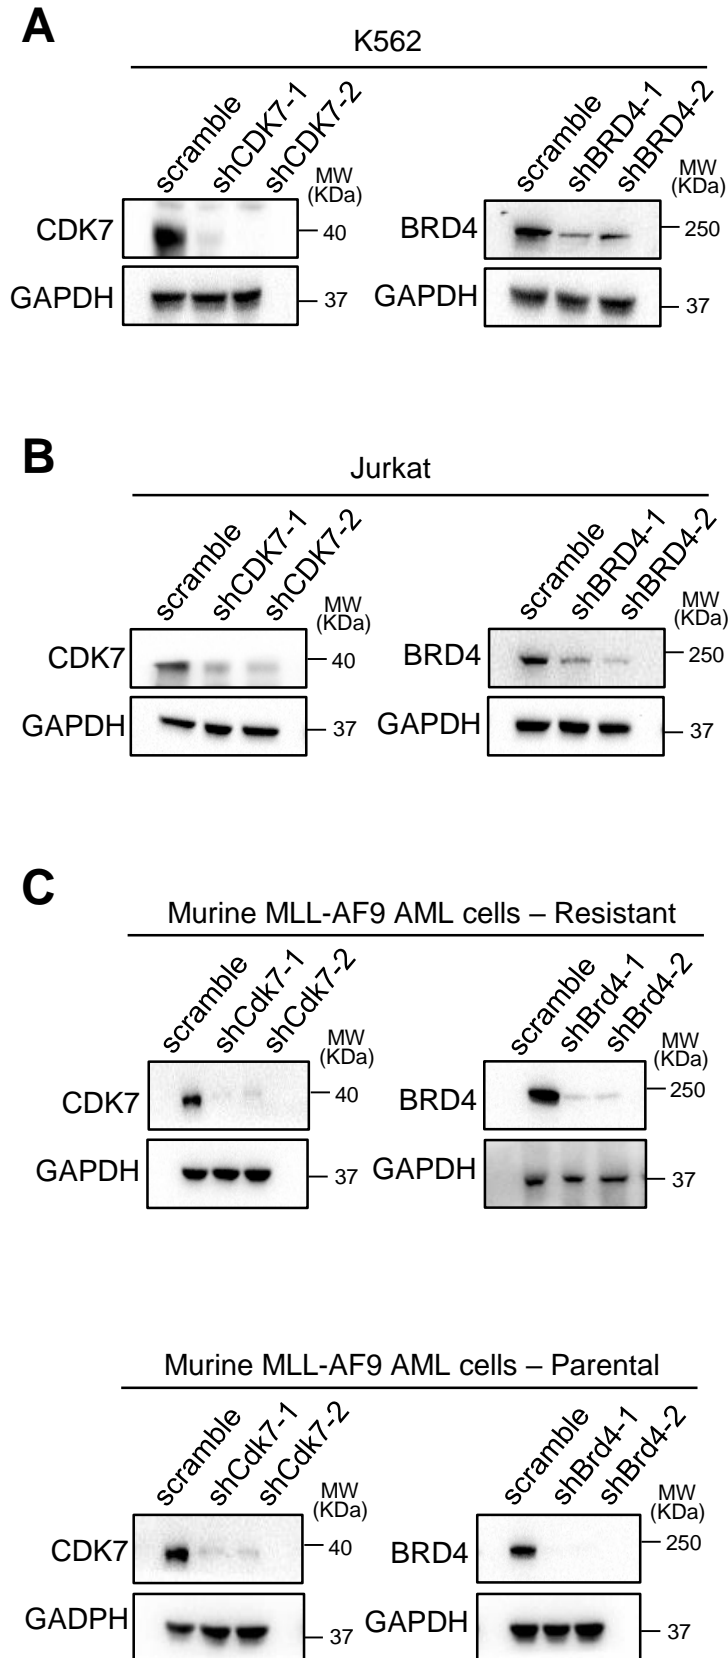 A
K562
scramble
shCDK7-1
shCDK7-2
MW
(KDa)
CDK7
40
GAPDH
37
scramble
shBRD4-1
shBRD4-2
MW
(KDa)
BRD4
250
GAPDH
37
B
Jurkat
scramble
shCDK7-1
shCDK7-2
MW
(KDa)
CDK7
40
GAPDH
37
scramble
shBRD4-1
shBRD4-2
MW
(KDa)
BRD4
250
GAPDH
37
C
Murine MLL-AF9 AML cells – Resistant
scramble
shCdk7-1
shCdk7-2
MW
(KDa)
CDK7
40
GAPDH
37
scramble
shBrd4-1
shBrd4-2
MW
(KDa)
BRD4
250
GAPDH
37
Murine MLL-AF9 AML cells – Parental
scramble
shCdk7-1
shCdk7-2
MW
(KDa)
CDK7
40
GADPH
37
scramble
shBrd4-1
shBrd4-2
MW
(KDa)
BRD4
250
GAPDH
37